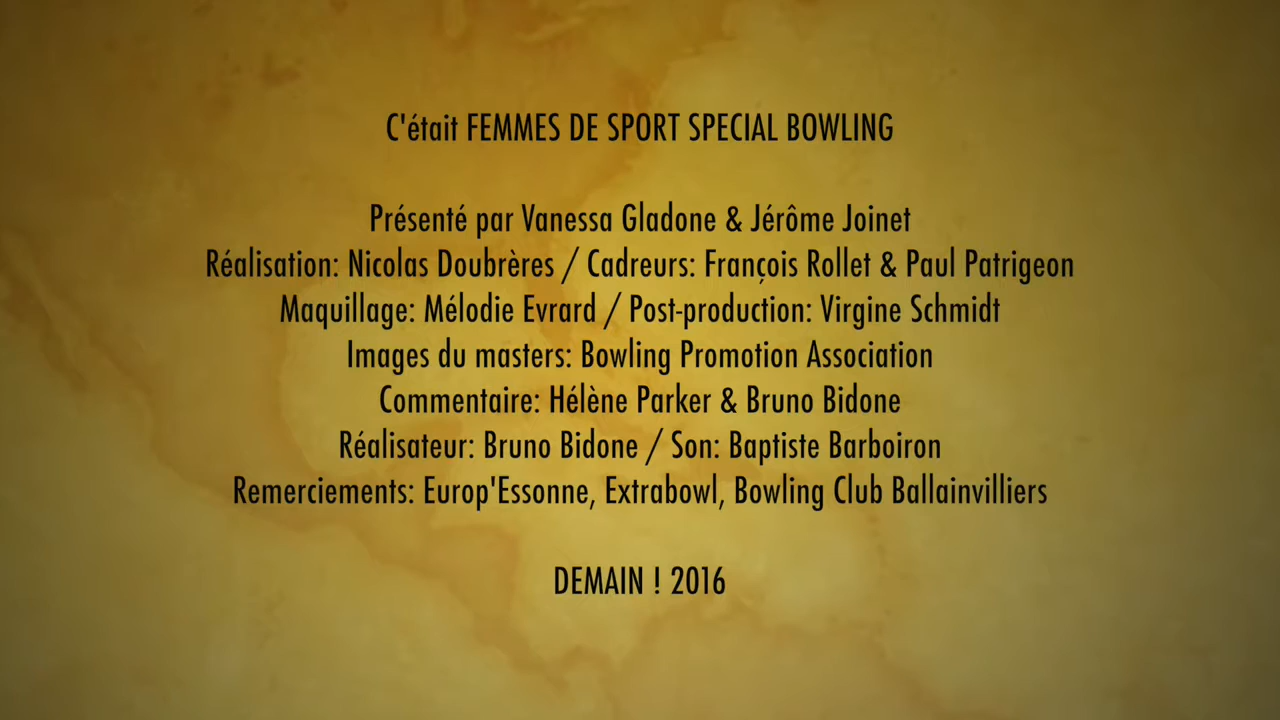 C'était FEMMES DE SPORT SPECIAL BOWLING
Présenté par Vanessa Gladone & Jérôme Joinet
Réalisation: Nicolas Doubrères / Cadreurs: François Rollet & Paul Patrigeon
Maquillage: Mélodie Evrard / Post-production: Virgine Schmidt
Images du masters: Bowling Promotion Association
Commentaire: Hélène Parker & Bruno Bidone
Réalisateur: Bruno Bidone / Son: Baptiste Barboiron
Remerciements: Europ'Essonne, Extrabowl, Bowling Club Ballainvilliers
DEMAIN ! 2016